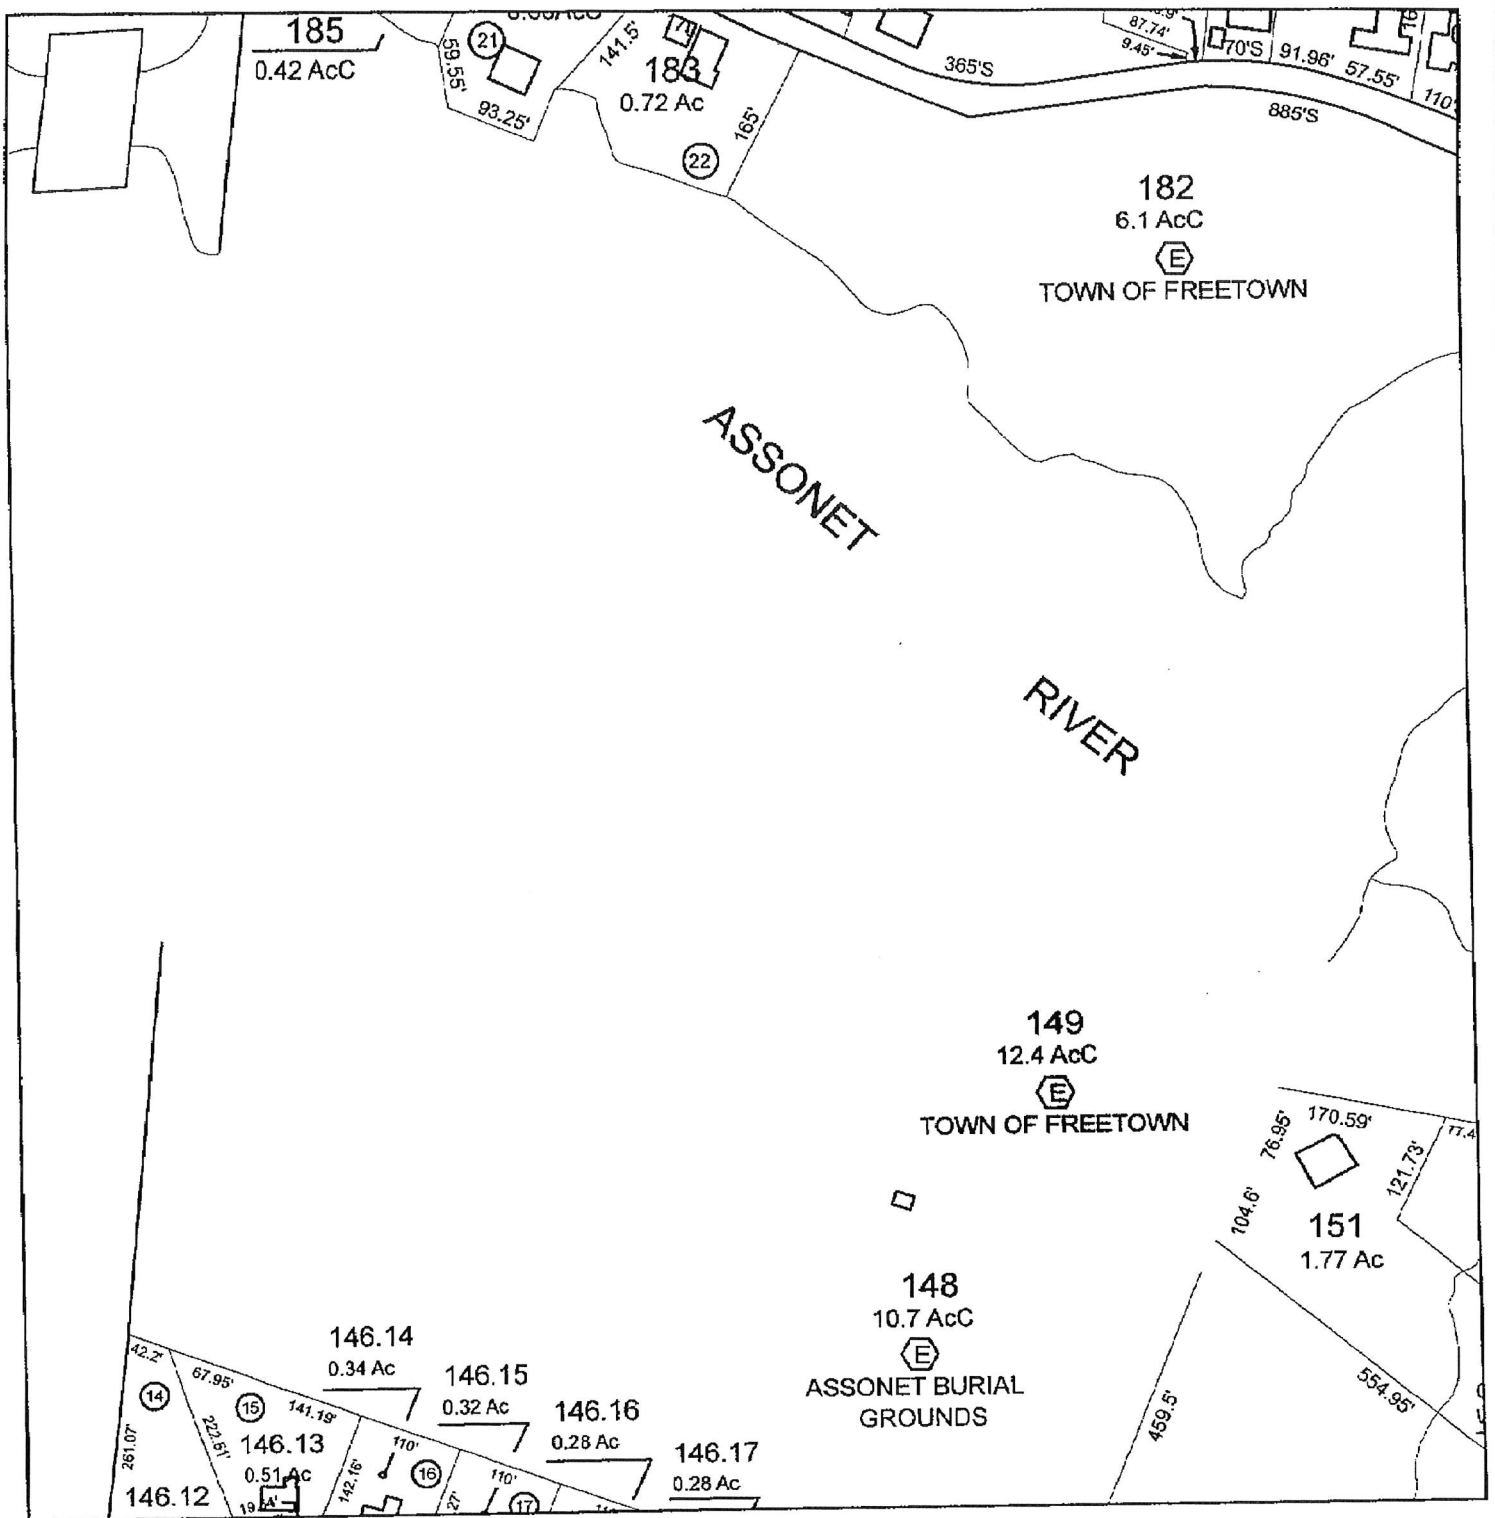 185
0.42 AcC
21
59.55'
93.25'
141.5'
183
0.72 Ac
165'
22
365'S
87.74'
9.45'
70'S
91.96'
57.55'
110'
885'S
182
6.1 AcC
E
TOWN OF FREETOWN
ASSONET
RIVER
149
12.4 AcC
E
TOWN OF FREETOWN
170.59'
76.95'
121.73'
104.6'
151
1.77 Ac
148
10.7 AcC
E
ASSONET BURIAL
GROUNDS
459.5'
554.95'
146.14
0.34 Ac
146.15
0.32 Ac
146.16
0.28 Ac
146.17
0.28 Ac
42.2'
67.95'
141.19'
14
15
222.61'
261.07'
146.13
0.51 Ac
146.12
142.16'
110'
16
110'
17